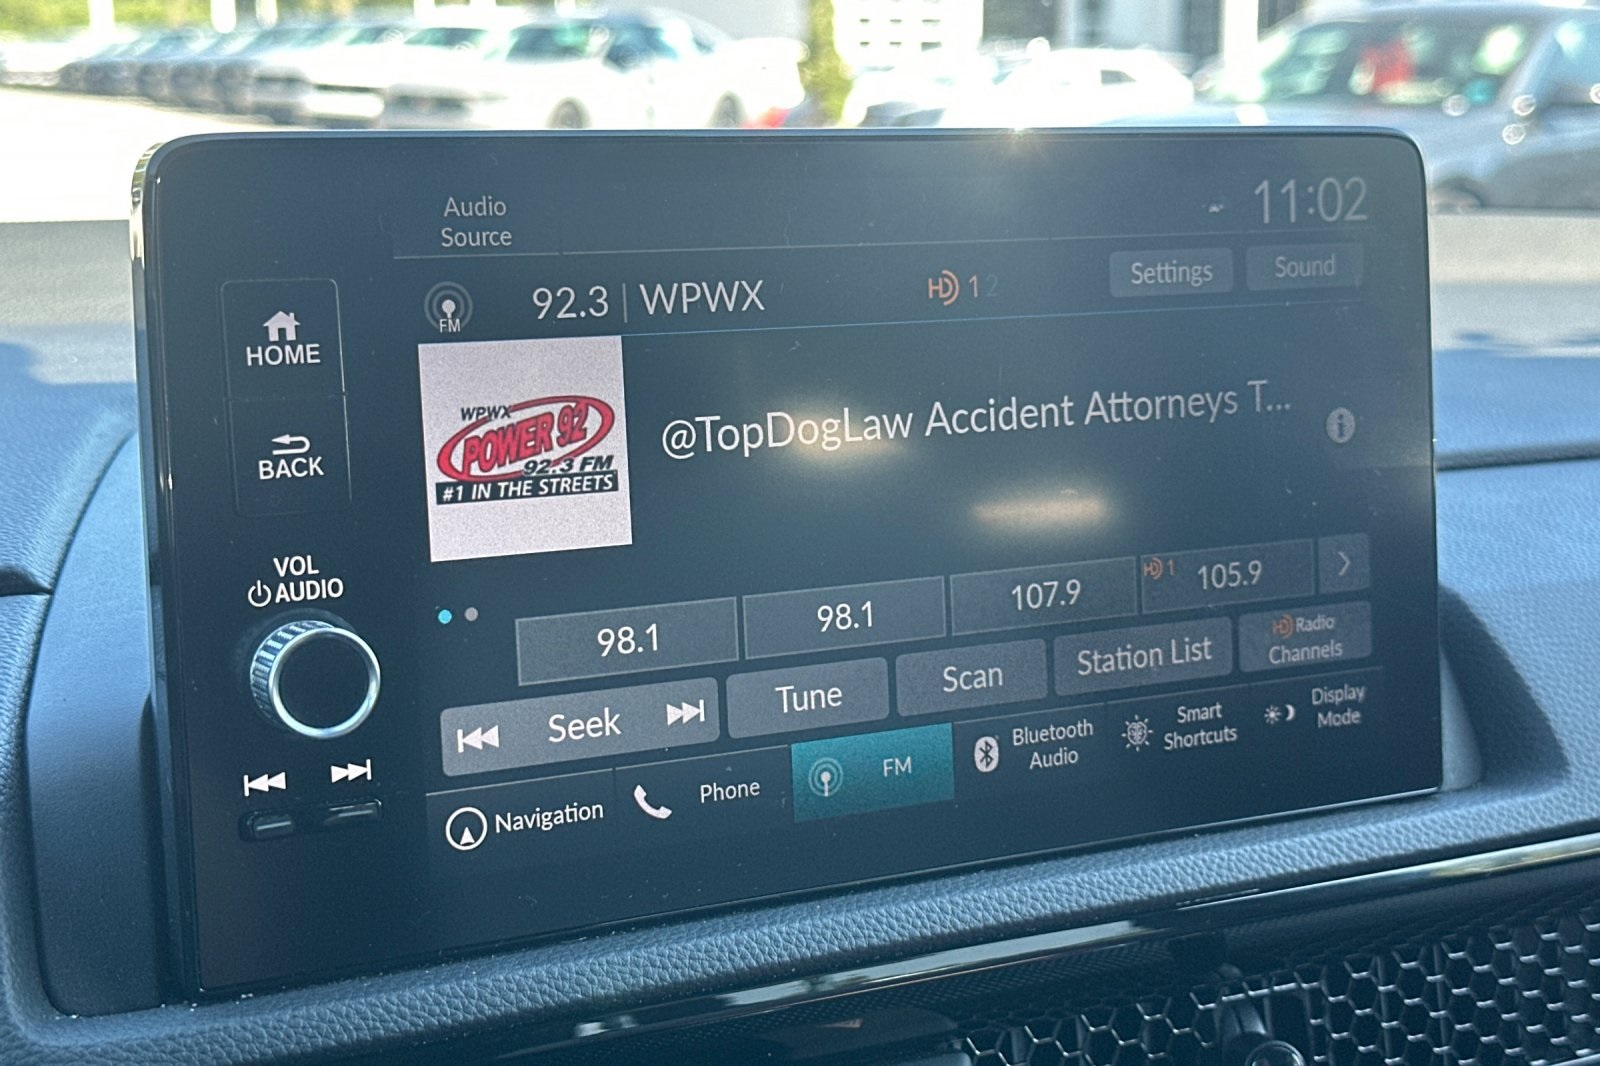 Audio
Source
11:02
92.3 | WPWX
HD 1 2
Settings
Sound
FM
HOME
BACK
WPWX
POWER 92
92.3 FM
#1 IN THE STREETS
@TopDogLaw Accident Attorneys T...
VOL
AUDIO
98.1
98.1
107.9
HD 1
105.9
Seek
Tune
Scan
Station List
HD Radio
Channels
Navigation
Phone
FM
Bluetooth
Audio
Smart
Shortcuts
Display
Mode